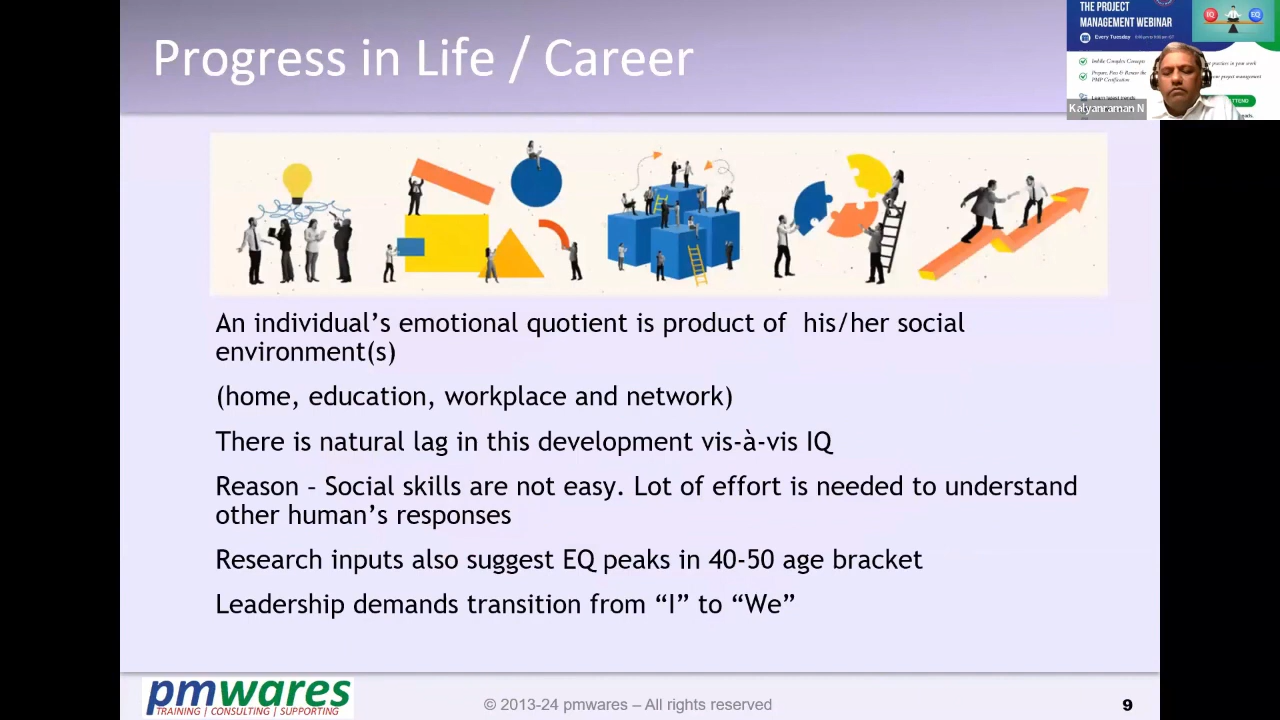 Progress in Life / Career
THE PROJECT
MANAGEMENT WEBINAR
Every Tuesday
IQ
EQ
Kalyanraman N
An individual’s emotional quotient is product of  his/her social
environment(s)
(home, education, workplace and network)
There is natural lag in this development vis-à-vis IQ
Reason – Social skills are not easy. Lot of effort is needed to understand
other human’s responses
Research inputs also suggest EQ peaks in 40-50 age bracket
Leadership demands transition from “I” to “We”
pmwares
TRAINING | CONSULTING | SUPPORTING
© 2013-24 pmwares – All rights reserved
9